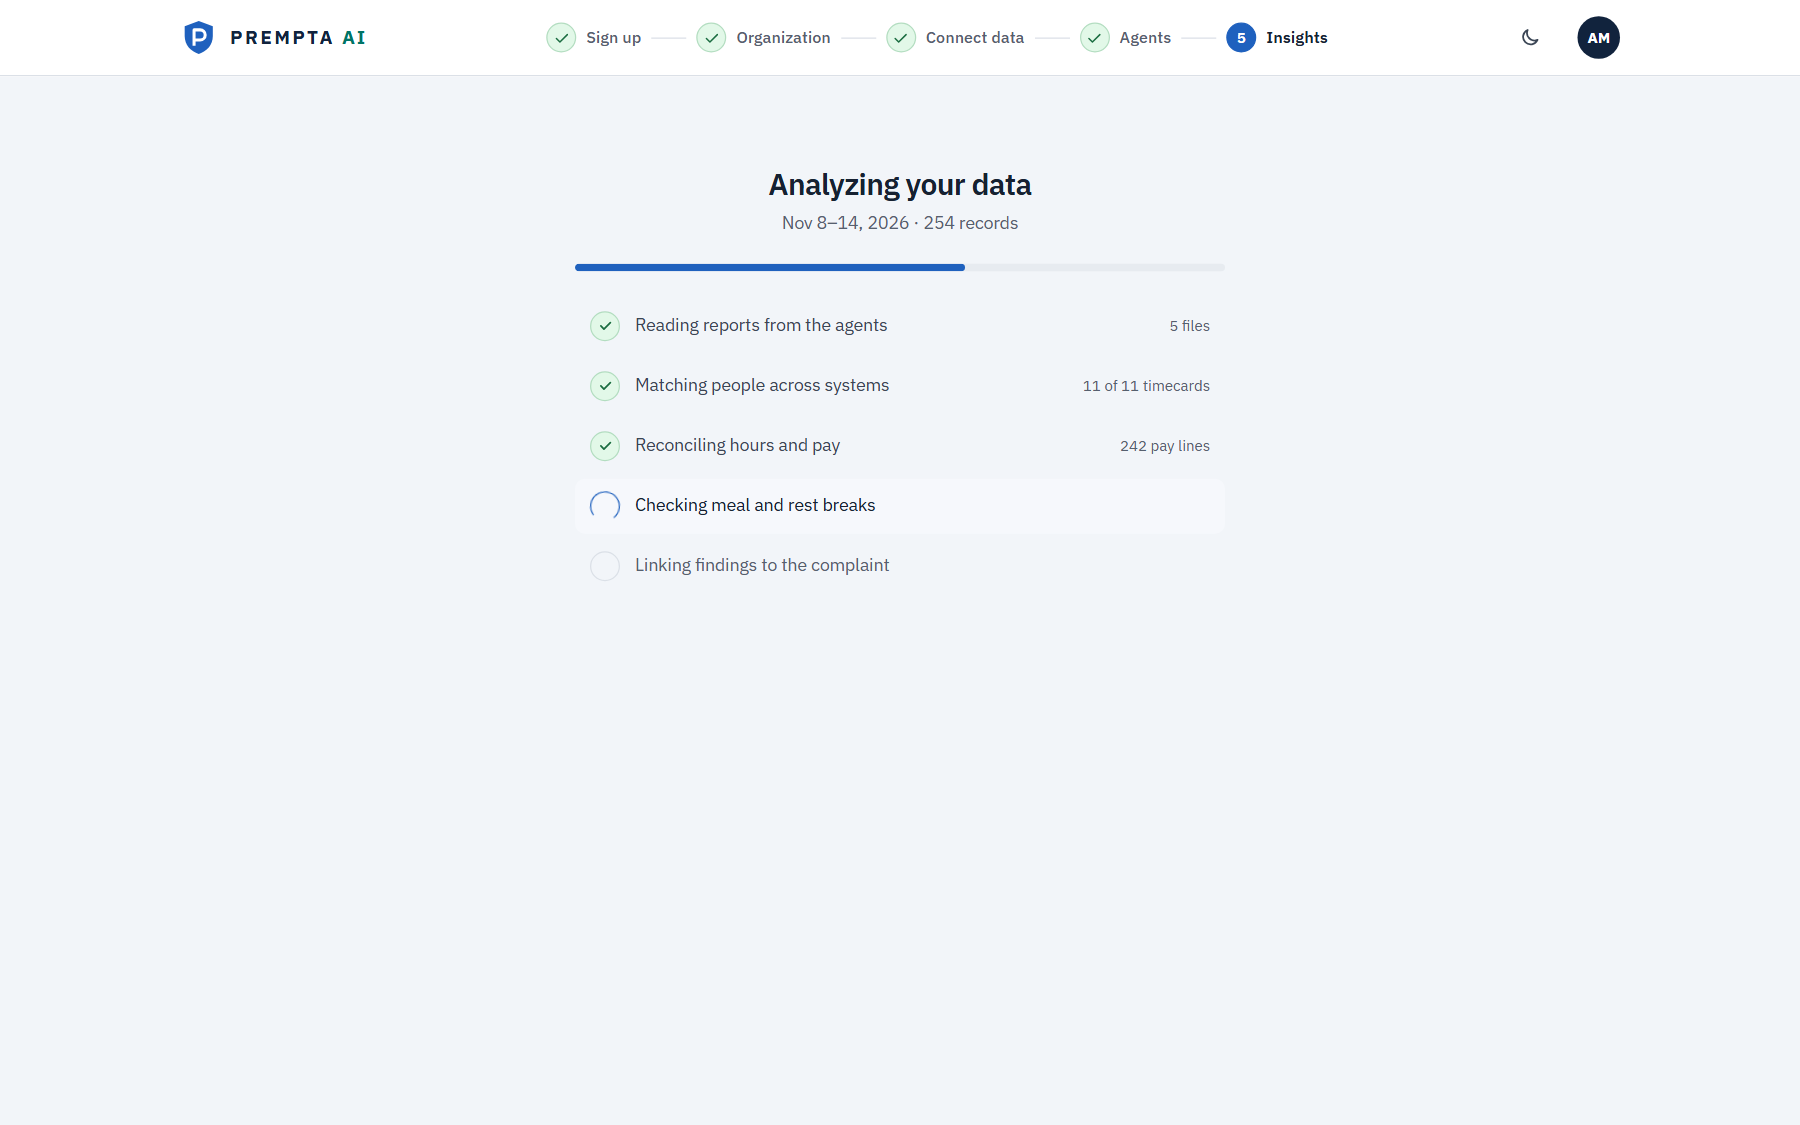 PREMPTA AI
Sign up
Organization
Connect data
Agents
5 Insights
AM
Analyzing your data
Nov 8–14, 2026 · 254 records
Reading reports from the agents 5 files
Matching people across systems 11 of 11 timecards
Reconciling hours and pay 242 pay lines
Checking meal and rest breaks
Linking findings to the complaint